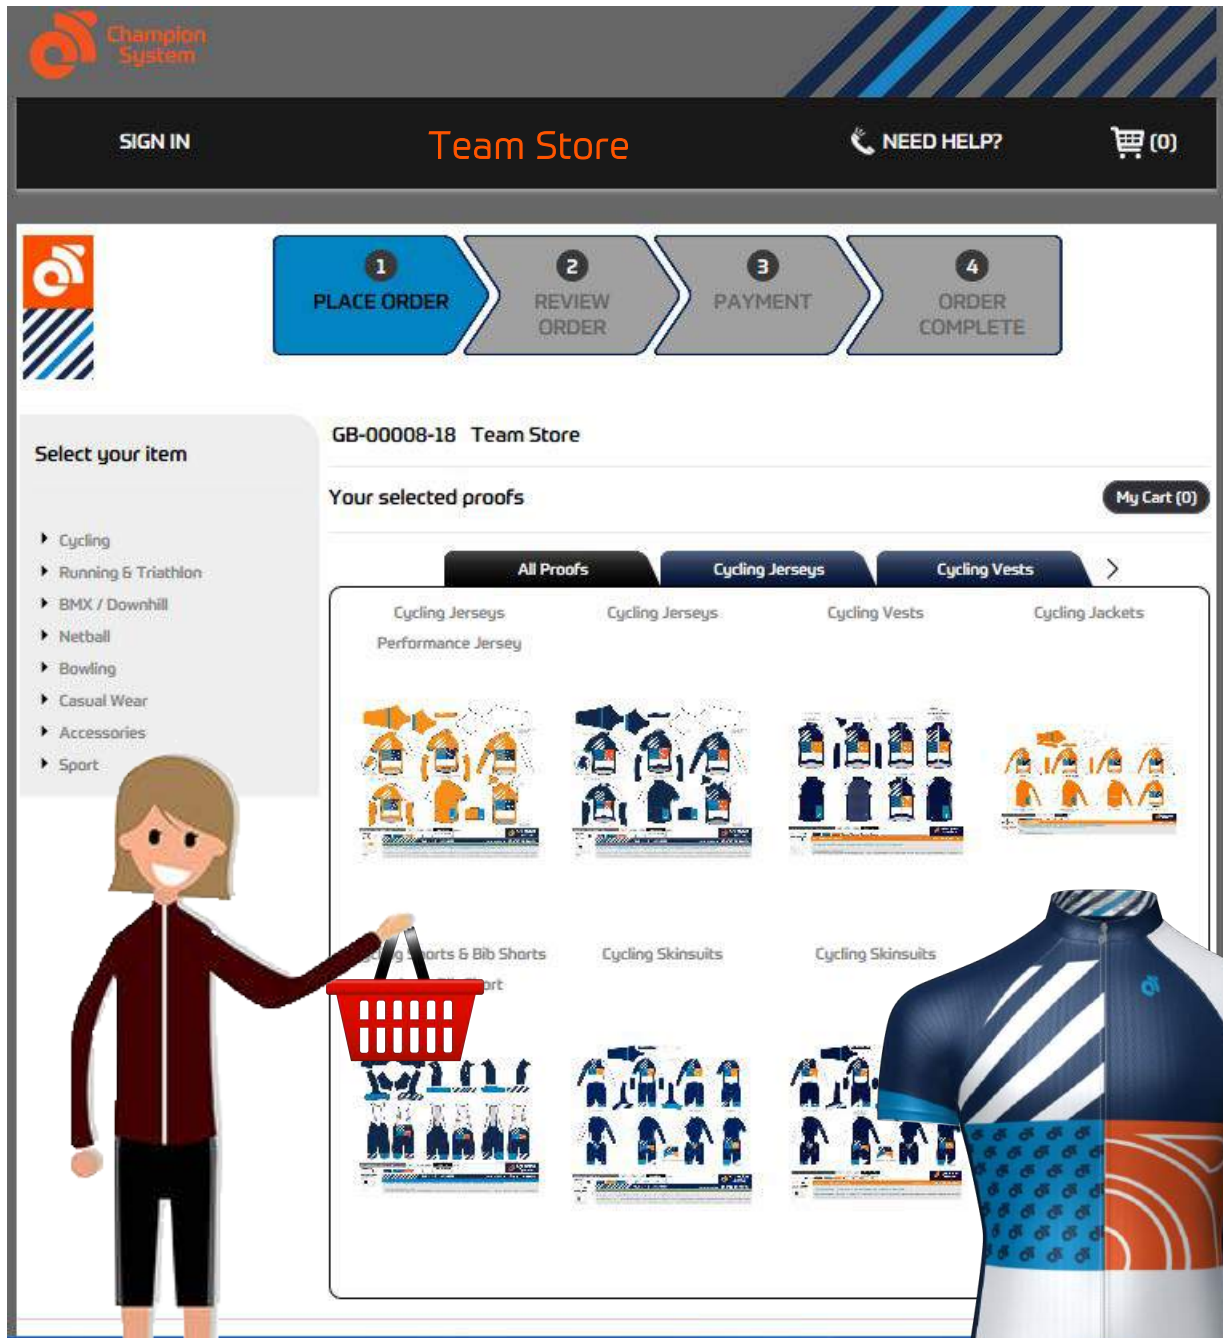 Champion
System
SIGN IN
Team Store
NEED HELP?
(0)
1
PLACE ORDER
2
REVIEW
ORDER
3
PAYMENT
4
ORDER
COMPLETE
Select your item
Cycling
Running & Triathlon
BMX / Downhill
Netball
Bowling
Casual Wear
Accessories
Sport
GB-00008-18 Team Store
Your selected proofs
My Cart (0)
All Proofs
Cycling Jerseys
Cycling Vests
Cycling Jerseys
Performance Jersey
Cycling Jerseys
Cycling Vests
Cycling Jackets
& Bib Shorts
Cycling Skinsuits
Cycling Skinsuits